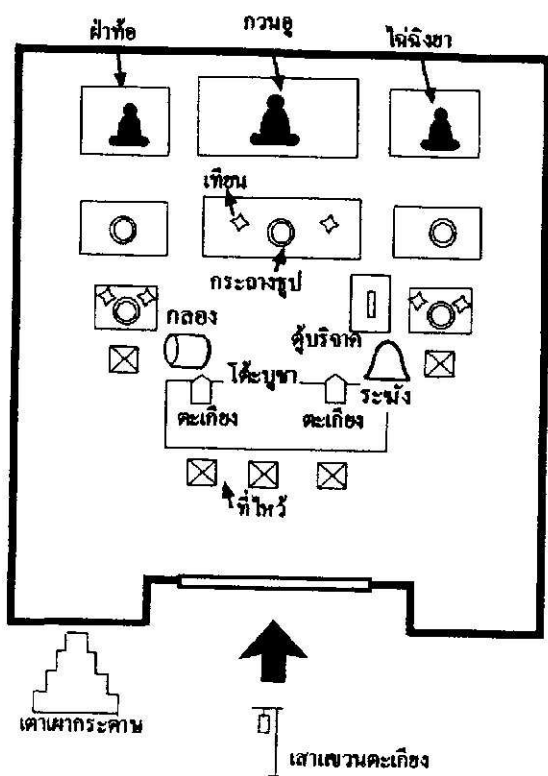 ฝ่าท้อ
กวนอู
ไฉ่ฉิงยา
เทียน
กระถางธูป
กลอง
ตู้บริจาค
โต๊ะบูชา
ระฆัง
ตะเกียง
ตะเกียง
ที่ไหว้
เตาเผากระดาษ
เสาแขวนตะเกียง